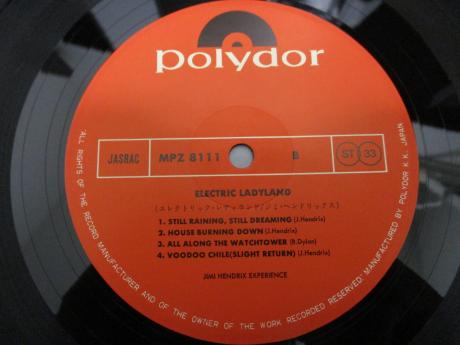 polydor
JASRAC MPZ 8111 B ST 33
ELECTRIC LADYLAND
(エレクトリック・レディランド/ジミ・ヘンドリックス)
1. STILL RAINING, STILL DREAMING (J.Hendrix)
2. HOUSE BURNING DOWN (J.Hendrix)
3. ALL ALONG THE WATCHTOWER (B.Dylan)
4. VOODOO CHILE(SLIGHT RETURN) (J.Hendrix)
JIMI HENDRIX EXPERIENCE
"ALL RIGHTS OF THE RECORD MANUFACTURER AND OF THE OWNER OF THE WORK RECORDED RESERVED" MANUFACTURED BY POLYDOR K.K. JAPAN